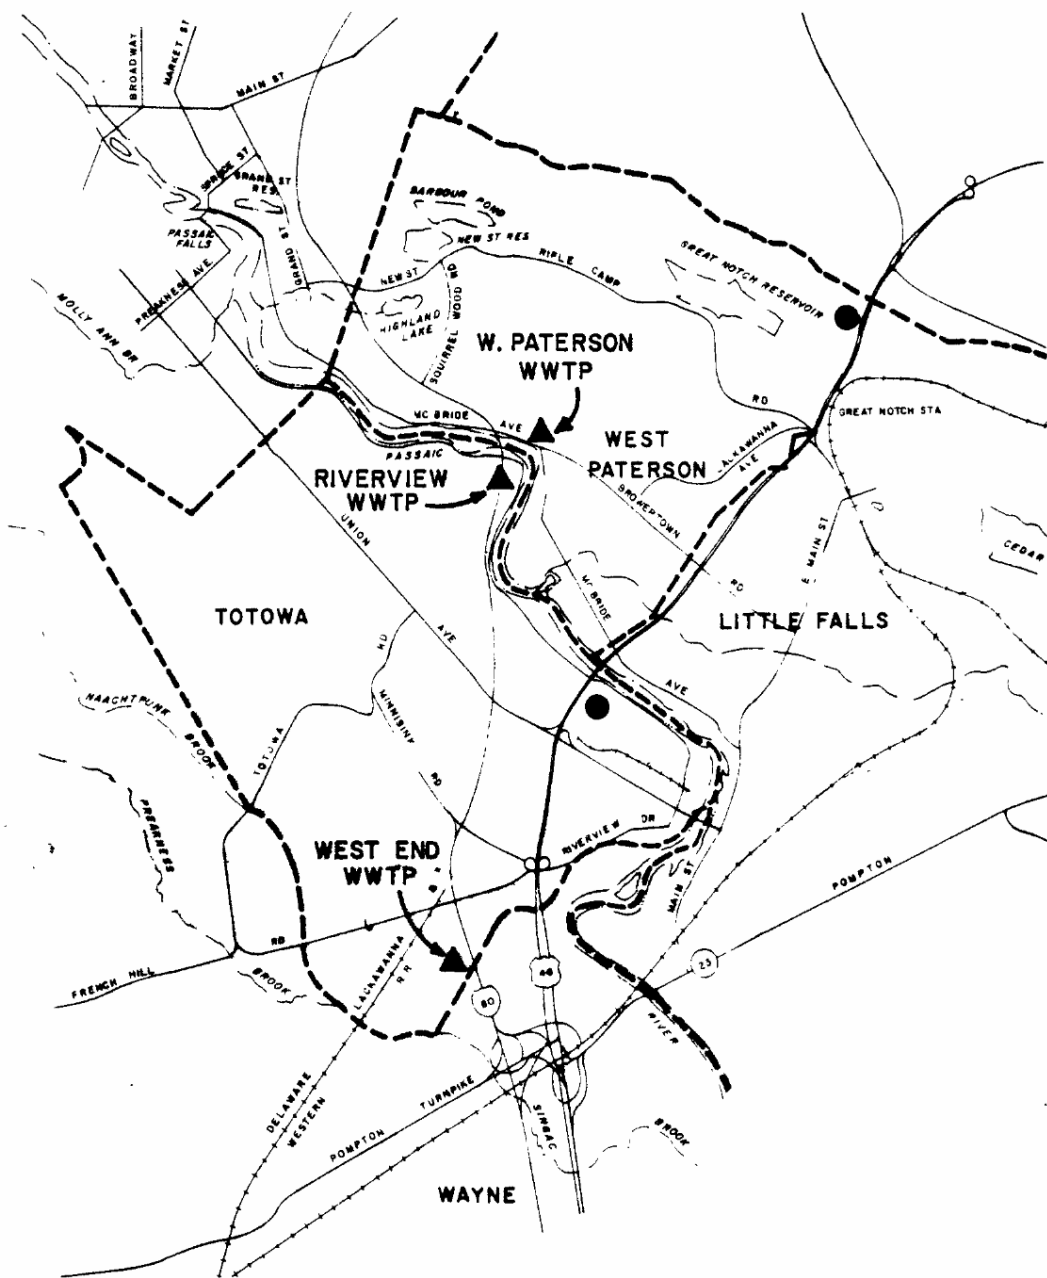 BROADWAY
MARKET ST
MAIN ST
SPRUCE ST
GRAND ST
RES.
BARBOUR POND
NEW ST RES
PASSAIC
FALLS
GRAND ST
NEW ST
RIFLE CAMP
GREAT NOTCH RESERVOIR
PREAKNESS AVE
MOLLY ANN BR
HIGHLAND
LAKE
SQUIRREL WOOD RD
W. PATERSON
WWTP
RD
GREAT NOTCH STA
MC BRIDE
AVE
PASSAIC
WEST
PATERSON
LACKAWANNA
AVE
RIVERVIEW
WWTP
BROWERTOWN
UNION
E MAIN ST
CEDAR
RD
MC BRIDE
TOTOWA
LITTLE FALLS
AVE
RD
AVE
MINNISINK
NAACHTPUNK
BROOK
TOTOWA
RD
PREAKNESS
RIVERVIEW
DR
WEST END
WWTP
MAIN ST
POMPTON
RD
FRENCH HILL
LACKAWANNA
RR
23
46
80
BROOK
RIVER
DELAWARE
WESTERN
POMPTON
TURNPIKE
SINGAC
BROOK
WAYNE